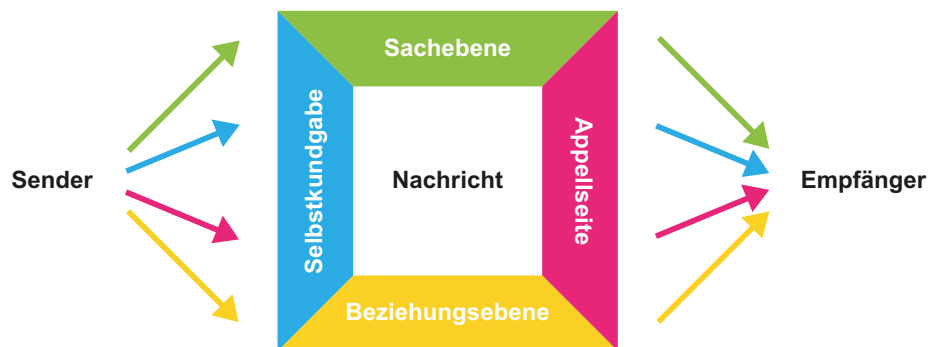 Sachebene
Sender
Selbstkundgabe
Nachricht
Appellseite
Empfänger
Beziehungsebene